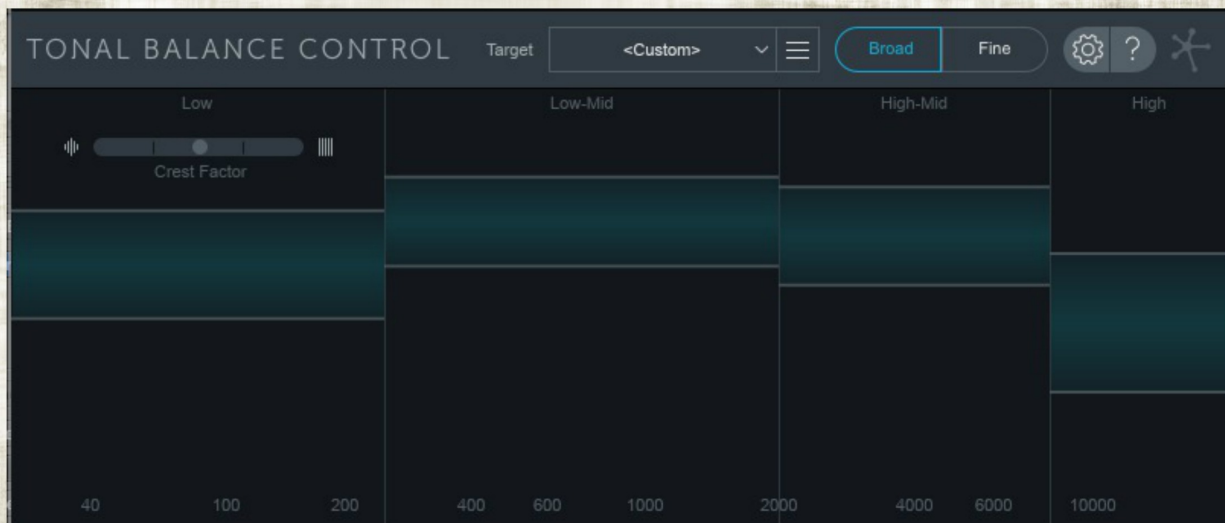 TONAL BALANCE CONTROL Target <Custom> Broad Fine ?
Low Low-Mid High-Mid High
Crest Factor
40 100 200 400 600 1000 2000 4000 6000 10000